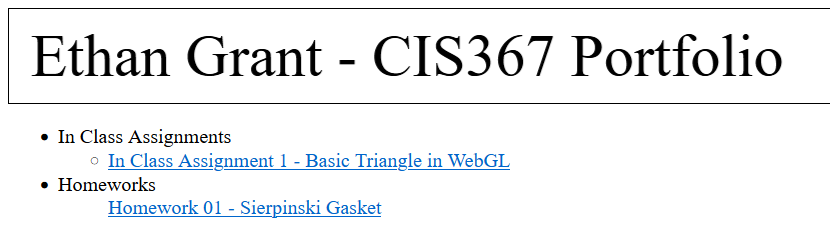 Ethan Grant - CIS367 Portfolio
In Class Assignments
In Class Assignment 1 - Basic Triangle in WebGL
Homeworks
Homework 01 - Sierpinski Gasket